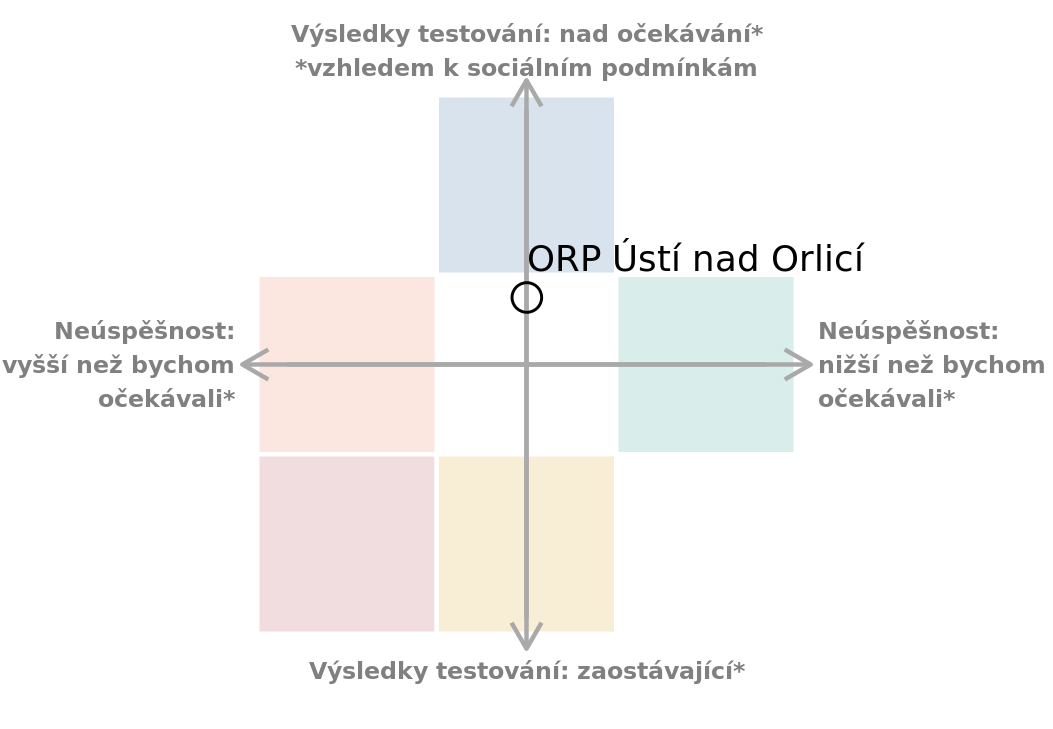 Výsledky testování: nad očekávání*
*vzhledem k sociálním podmínkám
ORP Ústí nad Orlicí
Neúspěšnost:
vyšší než bychom
očekávali*
Neúspěšnost:
nižší než bychom
očekávali*
Výsledky testování: zaostávající*